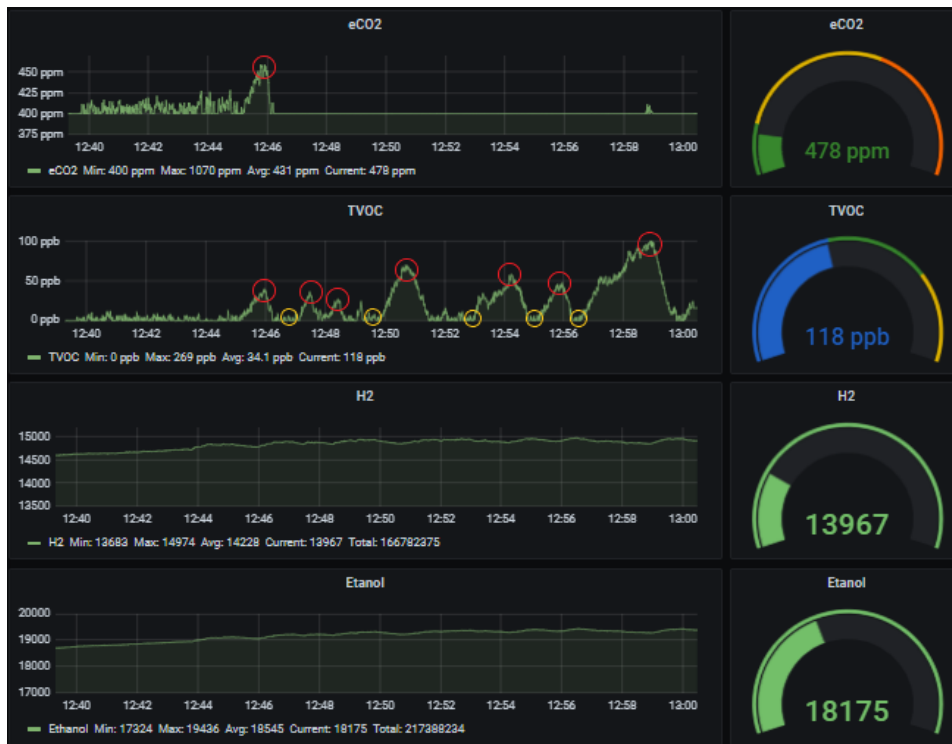 eCO2
450 ppm
425 ppm
400 ppm
375 ppm
12:40 12:42 12:44 12:46 12:48 12:50 12:52 12:54 12:56 12:58 13:00
eCO2 Min: 400 ppm Max: 1070 ppm Avg: 431 ppm Current: 478 ppm
eCO2
478 ppm
TVOC
100 ppb
50 ppb
0 ppb
12:40 12:42 12:44 12:46 12:48 12:50 12:52 12:54 12:56 12:58 13:00
TVOC Min: 0 ppb Max: 269 ppb Avg: 34.1 ppb Current: 118 ppb
TVOC
118 ppb
H2
15000
14500
14000
13500
12:40 12:42 12:44 12:46 12:48 12:50 12:52 12:54 12:56 12:58 13:00
H2 Min: 13683 Max: 14974 Avg: 14228 Current: 13967 Total: 166782375
H2
13967
Etanol
20000
19000
18000
17000
12:40 12:42 12:44 12:46 12:48 12:50 12:52 12:54 12:56 12:58 13:00
Ethanol Min: 17324 Max: 19436 Avg: 18545 Current: 18175 Total: 217388234
Etanol
18175